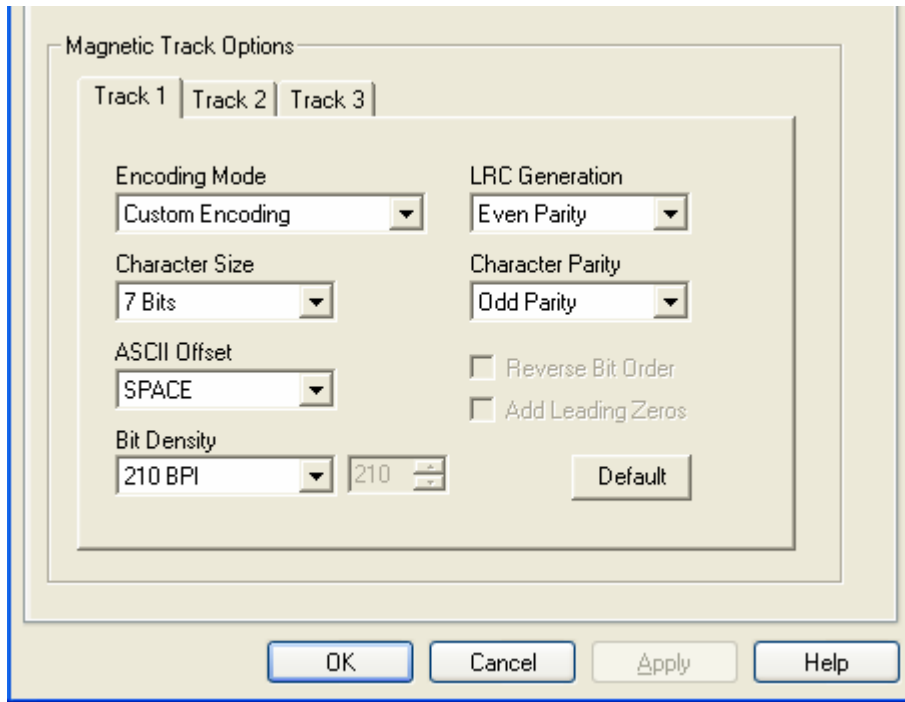 Magnetic Track Options
Track 1 Track 2 Track 3
Encoding Mode LRC Generation
Custom Encoding Even Parity
Character Size Character Parity
7 Bits Odd Parity
ASCII Offset
SPACE
Reverse Bit Order
Add Leading Zeros
Bit Density
210 BPI 210 Default
OK Cancel Apply Help